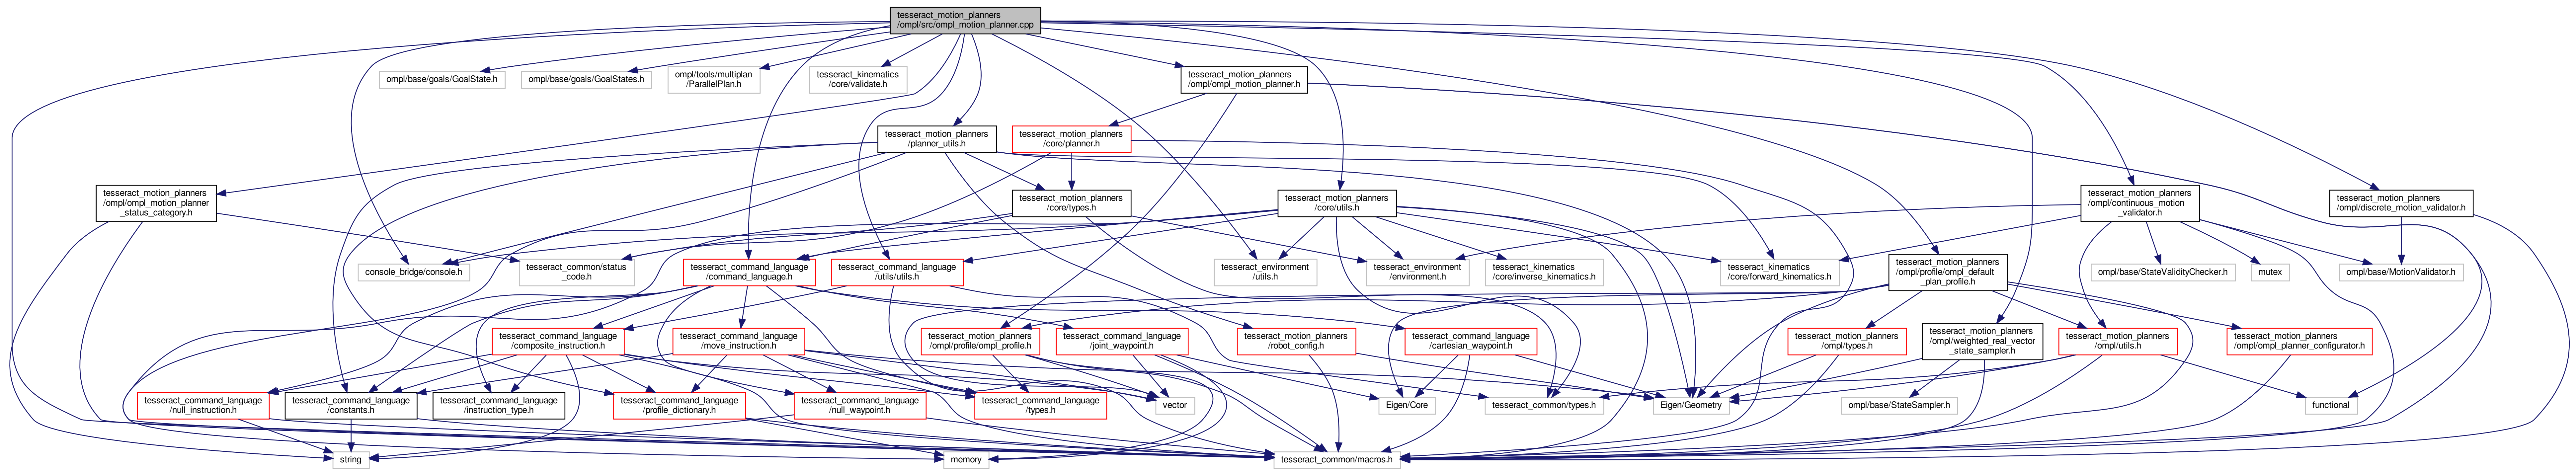 tesseract_motion_planners
/ompl/src/ompl_motion_planner.cpp
ompl/base/goals/GoalState.h
ompl/base/goals/GoalStates.h
ompl/tools/multiplan
/ParallelPlan.h
tesseract_kinematics
/core/validate.h
tesseract_motion_planners
/ompl/ompl_motion_planner.h
tesseract_motion_planners
/planner_utils.h
tesseract_motion_planners
/core/planner.h
tesseract_motion_planners
/ompl/ompl_motion_planner
_status_category.h
tesseract_motion_planners
/core/types.h
tesseract_motion_planners
/core/utils.h
tesseract_motion_planners
/ompl/continuous_motion
_validator.h
tesseract_motion_planners
/ompl/discrete_motion_validator.h
console_bridge/console.h
tesseract_common/status
_code.h
tesseract_command_language
/command_language.h
tesseract_command_language
/utils/utils.h
tesseract_environment
/utils.h
tesseract_environment
/environment.h
tesseract_kinematics
/core/inverse_kinematics.h
tesseract_kinematics
/core/forward_kinematics.h
tesseract_motion_planners
/ompl/profile/ompl_default
_plan_profile.h
ompl/base/StateValidityChecker.h
mutex
ompl/base/MotionValidator.h
tesseract_command_language
/composite_instruction.h
tesseract_command_language
/move_instruction.h
tesseract_motion_planners
/ompl/profile/ompl_profile.h
tesseract_command_language
/joint_waypoint.h
tesseract_motion_planners
/robot_config.h
tesseract_command_language
/cartesian_waypoint.h
tesseract_motion_planners
/ompl/types.h
tesseract_motion_planners
/ompl/weighted_real_vector
_state_sampler.h
tesseract_motion_planners
/ompl/utils.h
tesseract_motion_planners
/ompl/ompl_planner_configurator.h
tesseract_command_language
/null_instruction.h
tesseract_command_language
/constants.h
tesseract_command_language
/instruction_type.h
tesseract_command_language
/profile_dictionary.h
tesseract_command_language
/null_waypoint.h
tesseract_command_language
/types.h
vector
Eigen/Core
tesseract_common/types.h
Eigen/Geometry
ompl/base/StateSampler.h
functional
string
memory
tesseract_common/macros.h